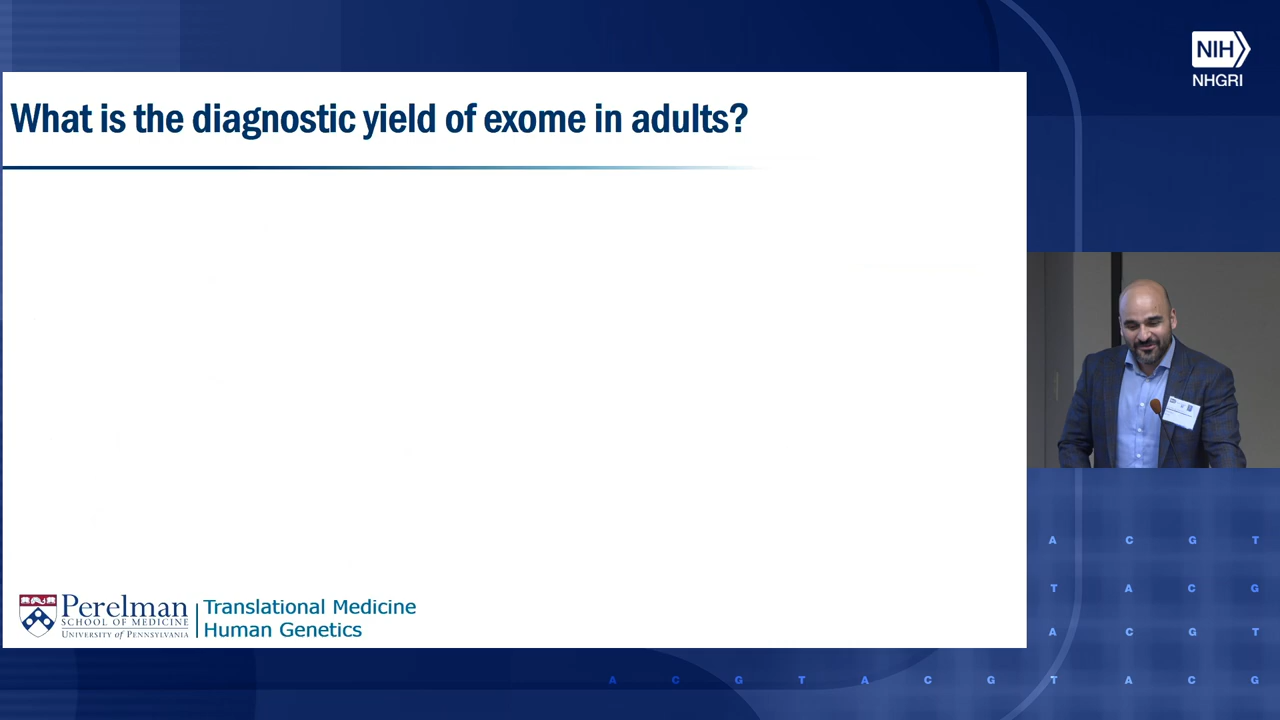 NIH
NHGRI
What is the diagnostic yield of exome in adults?
Perelman
SCHOOL OF MEDICINE
UNIVERSITY of PENNSYLVANIA
Translational Medicine
Human Genetics
A C G T
T A C G
A C G T
A C G T A C G T A C G